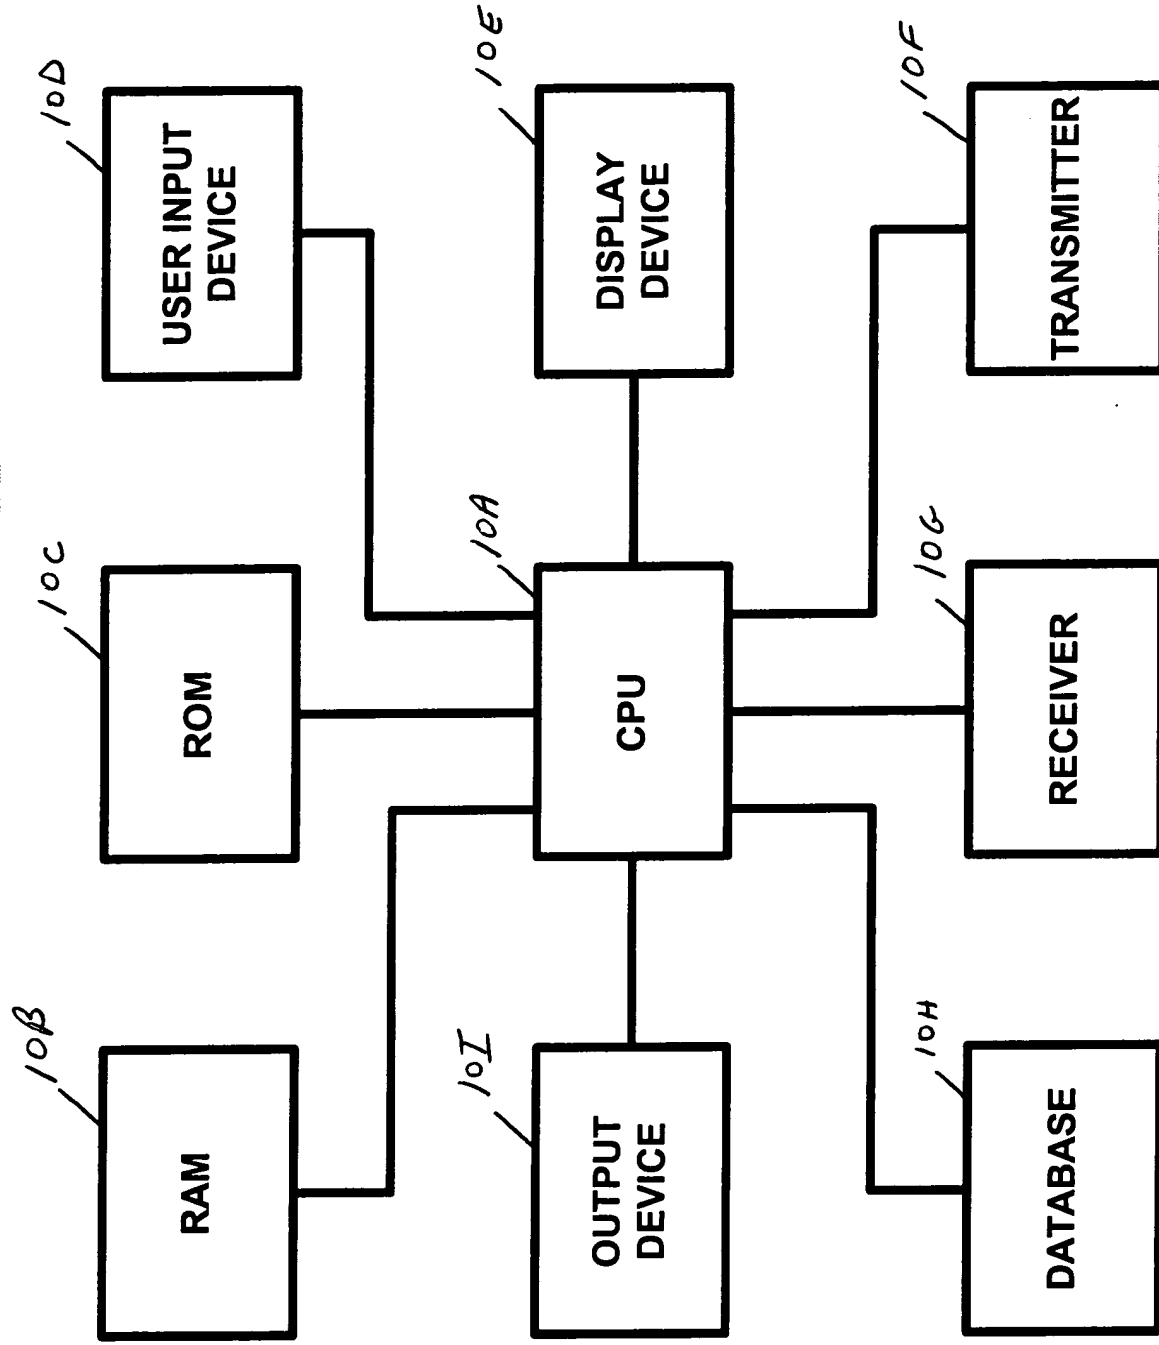 10B
RAM
10C
ROM
10D
USER INPUT
DEVICE
10I
OUTPUT
DEVICE
10A
CPU
10E
DISPLAY
DEVICE
10H
DATABASE
10G
RECEIVER
10F
TRANSMITTER